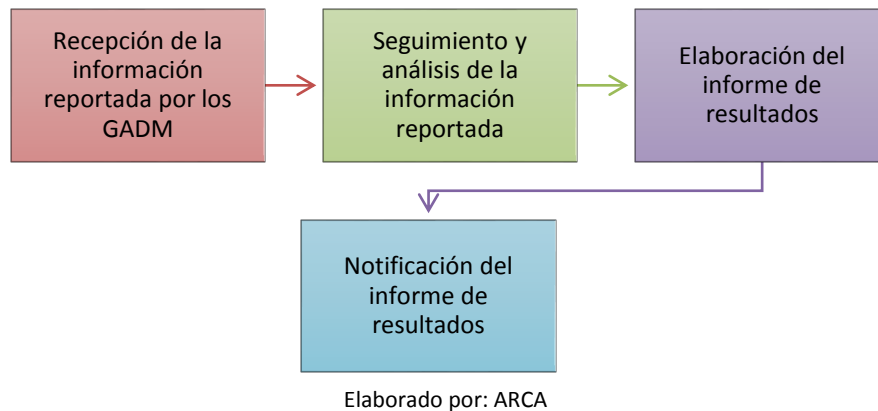 Recepción de la
información
reportada por los
GADM
Seguimiento y
análisis de la
información
reportada
Elaboración del
informe de
resultados
Notificación del
informe de
resultados
Elaborado por: ARCA